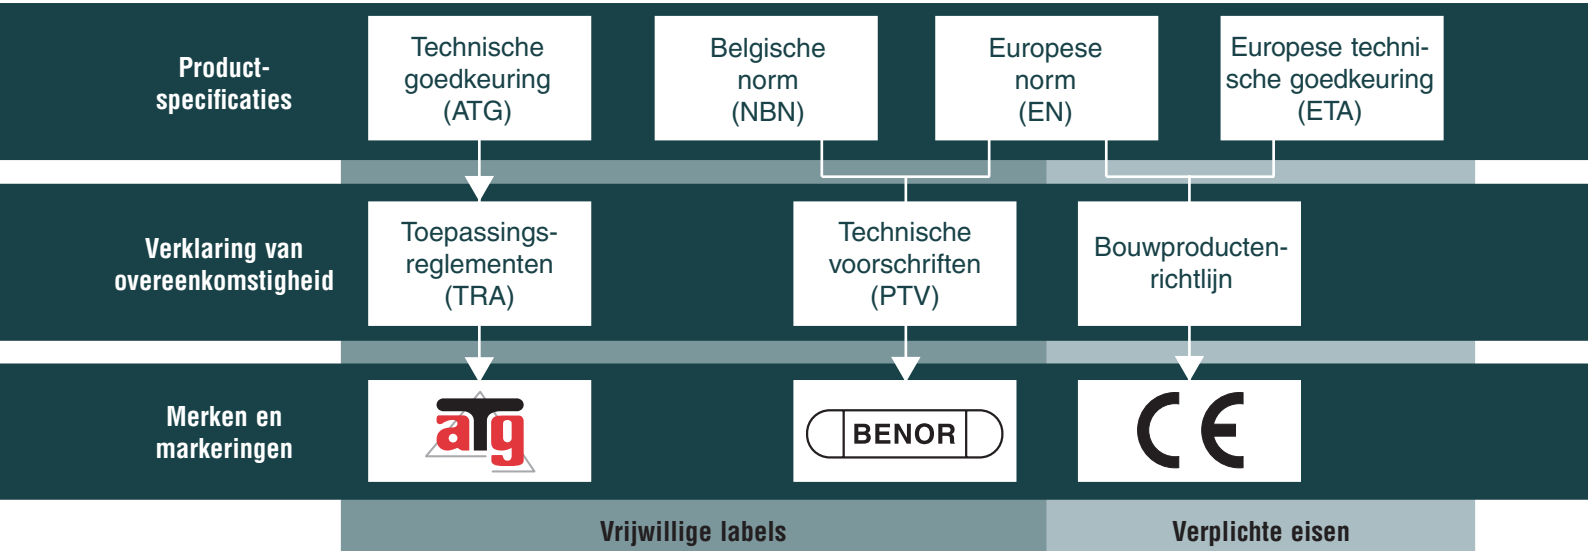 Product-
specificaties
Technische
goedkeuring
(ATG)
Belgische
norm
(NBN)
Europese
norm
(EN)
Europese techni-
sche goedkeuring
(ETA)
Verklaring van
overeenkomstigheid
Toepassings-
reglementen
(TRA)
Technische
voorschriften
(PTV)
Bouwproducten-
richtlijn
Merken en
markeringen
aTg
BENOR
CE
Vrijwillige labels
Verplichte eisen